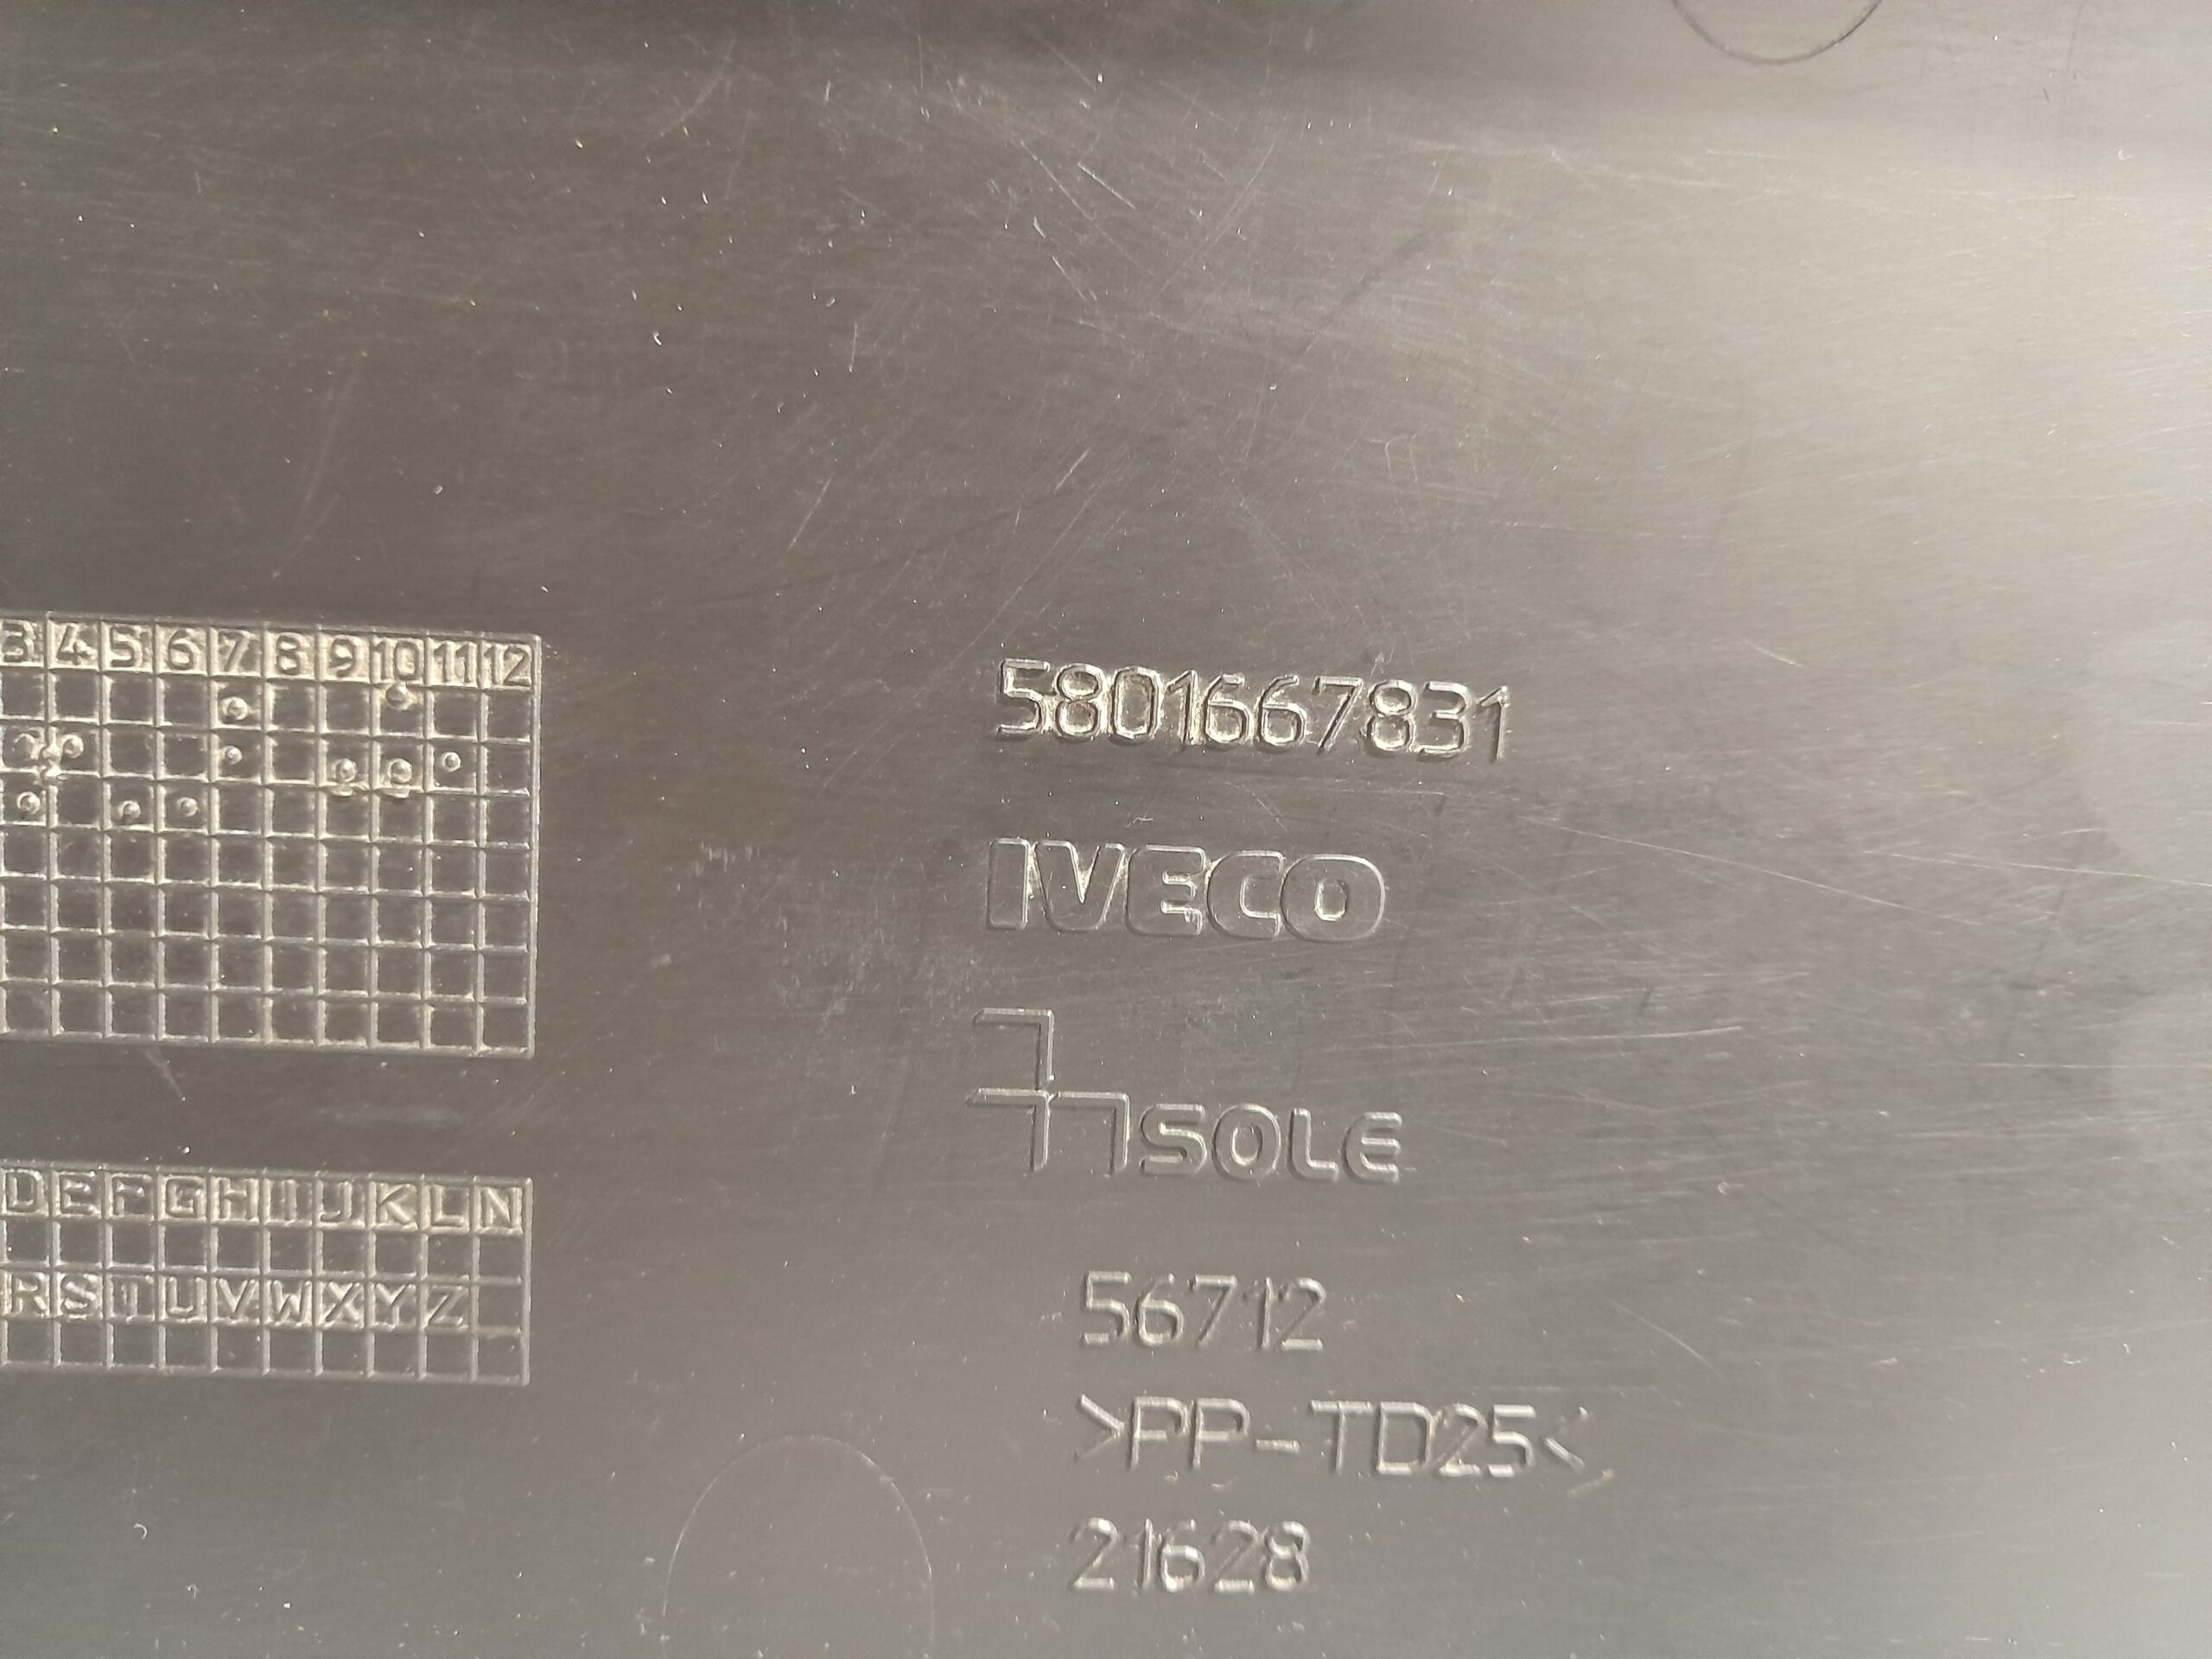 3 4 5 6 7 8 9 10 11 12
5801667831
IVECO
SOLE
D E F G H I J K L N
R S T U V W X Y Z
56712
>PP-TD25<
21628